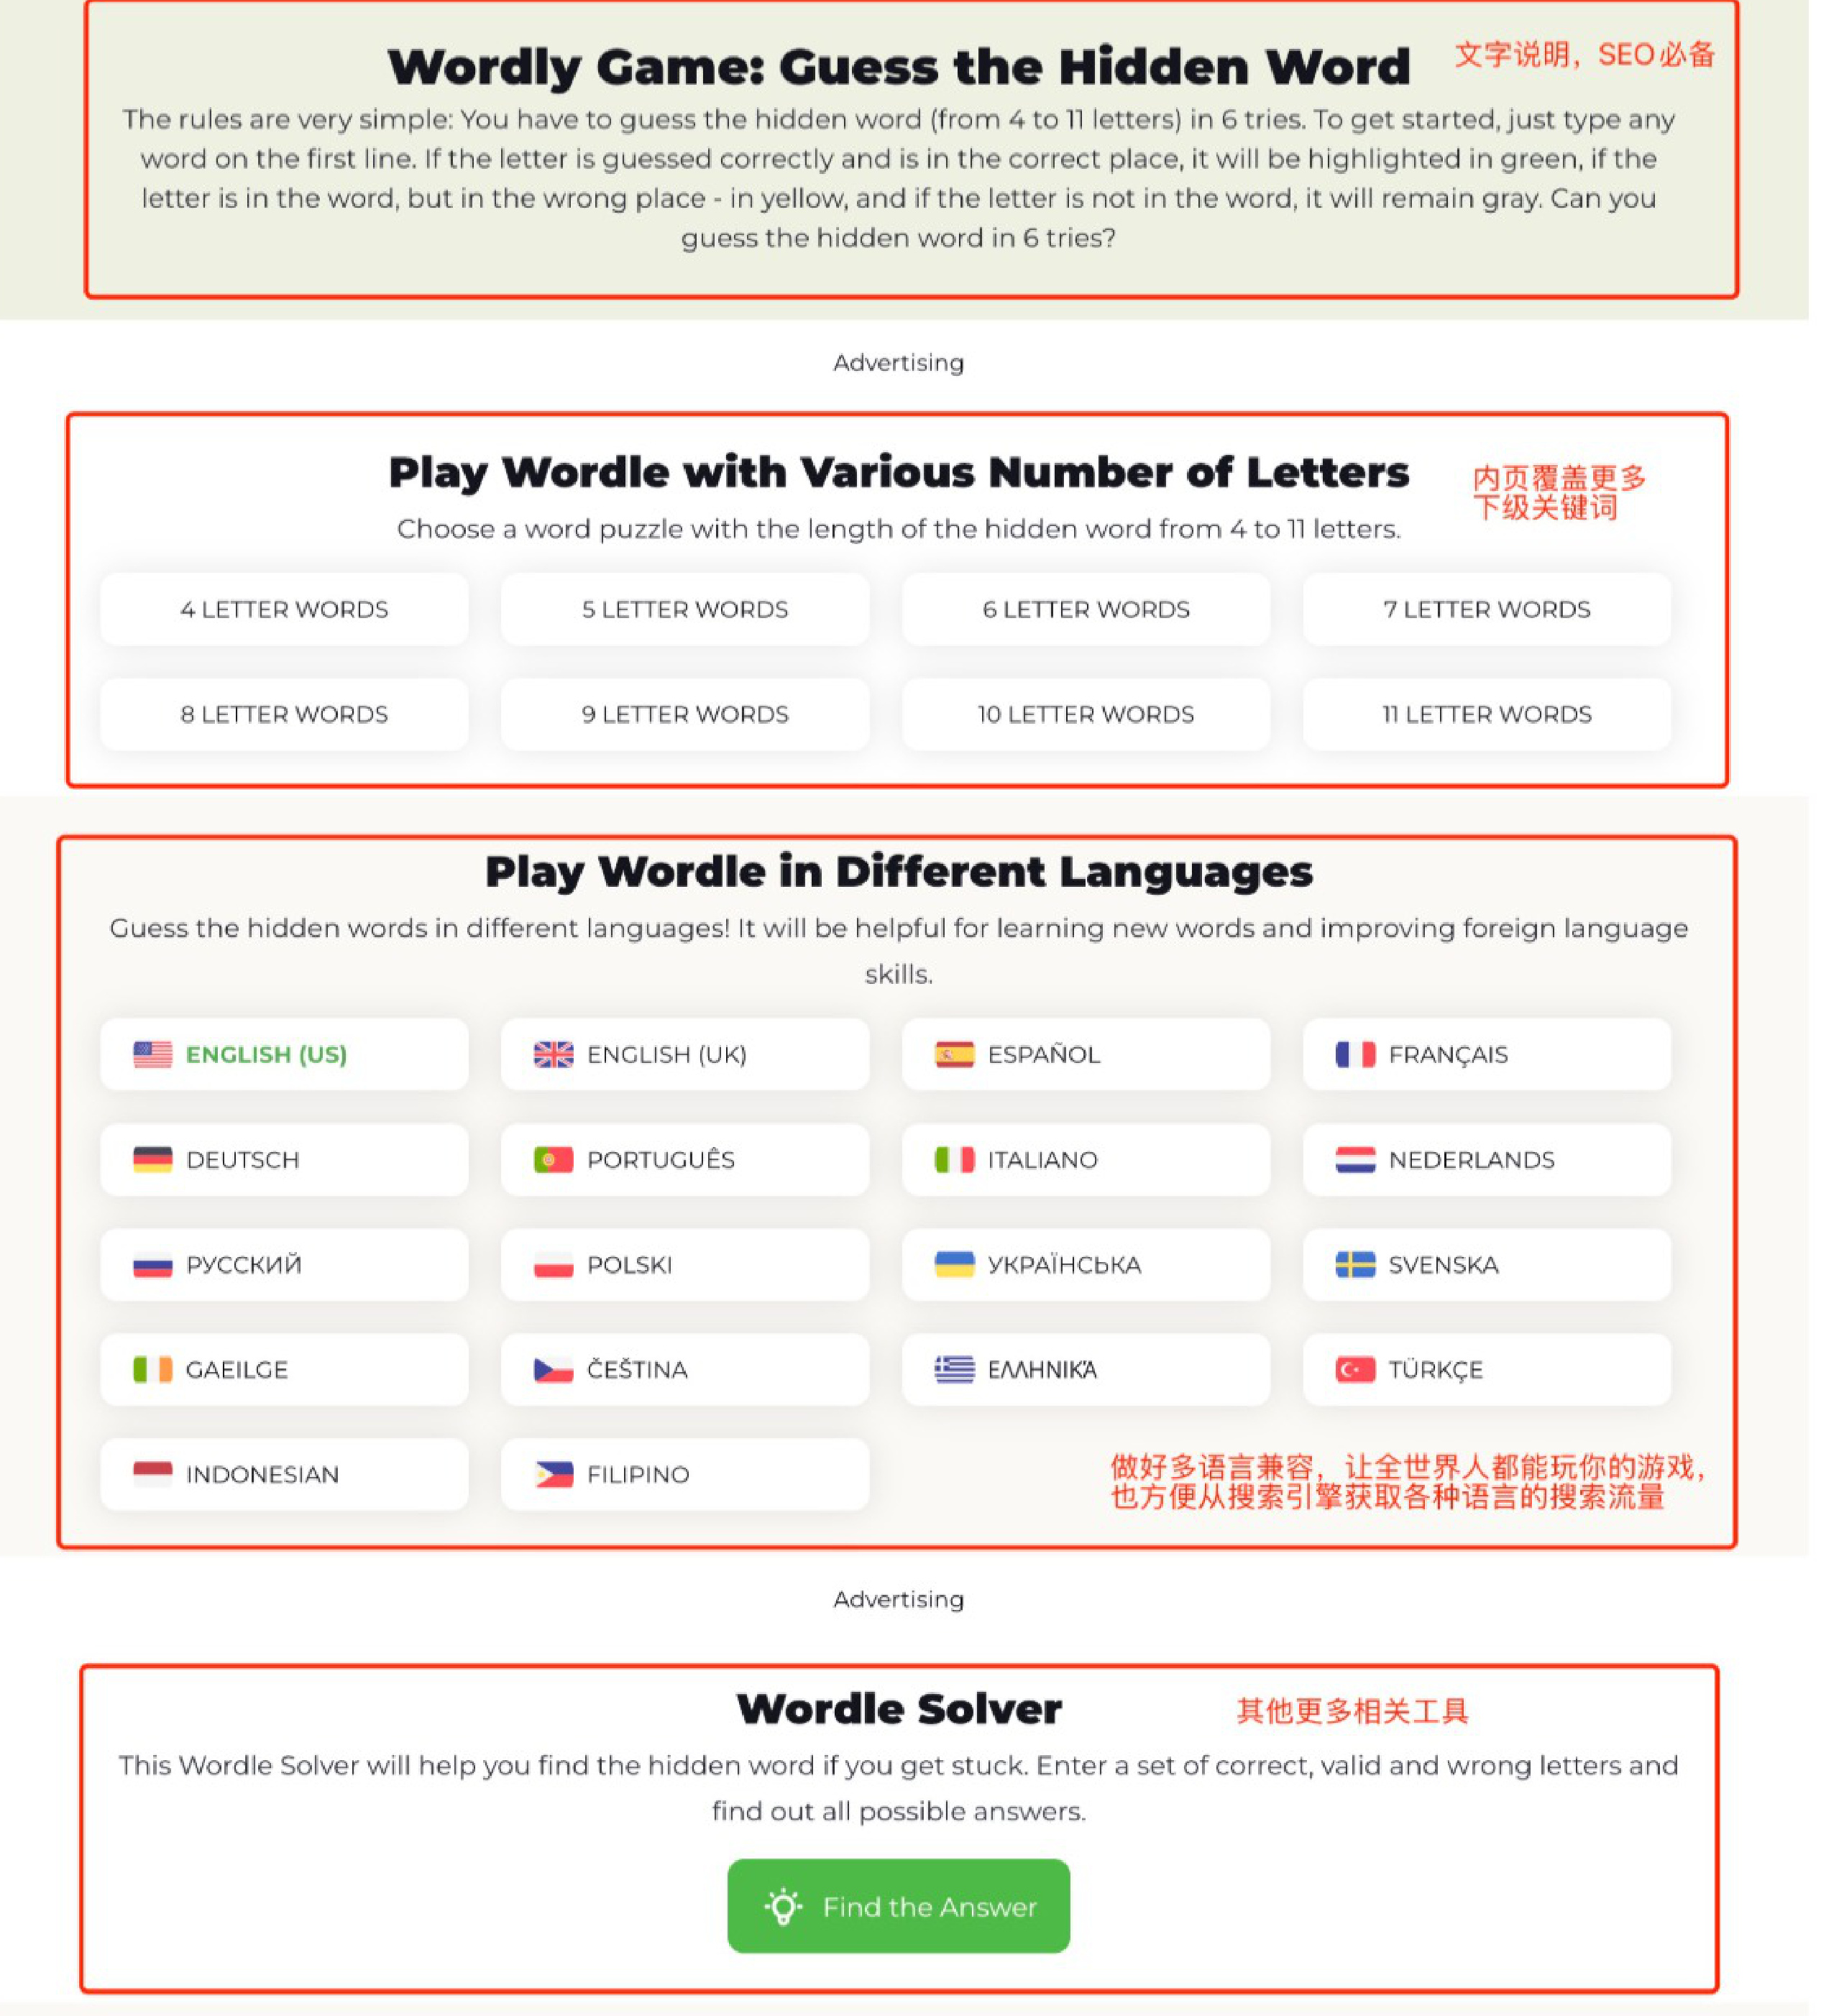 Wordly Game: Guess the Hidden Word
文字说明，SEO必备
The rules are very simple: You have to guess the hidden word (from 4 to 11 letters) in 6 tries. To get started, just type any
word on the first line. If the letter is guessed correctly and is in the correct place, it will be highlighted in green, if the
letter is in the word, but in the wrong place - in yellow, and if the letter is not in the word, it will remain gray. Can you
guess the hidden word in 6 tries?
Advertising
Play Wordle with Various Number of Letters
内页覆盖更多
下级关键词
Choose a word puzzle with the length of the hidden word from 4 to 11 letters.
4 LETTER WORDS
5 LETTER WORDS
6 LETTER WORDS
7 LETTER WORDS
8 LETTER WORDS
9 LETTER WORDS
10 LETTER WORDS
11 LETTER WORDS
Play Wordle in Different Languages
Guess the hidden words in different languages! It will be helpful for learning new words and improving foreign language
skills.
ENGLISH (US)
ENGLISH (UK)
ESPAÑOL
FRANÇAIS
DEUTSCH
PORTUGUÊS
ITALIANO
NEDERLANDS
РУССКИЙ
POLSKI
УКРАЇНСЬКА
SVENSKA
GAEILGE
ČEŠTINA
ΕΛΛΗΝΙΚΆ
TÜRKÇE
INDONESIAN
FILIPINO
做好多语言兼容，让全世界人都能玩你的游戏，
也方便从搜索引擎获取各种语言的搜索流量
Advertising
Wordle Solver
其他更多相关工具
This Wordle Solver will help you find the hidden word if you get stuck. Enter a set of correct, valid and wrong letters and
find out all possible answers.
Find the Answer